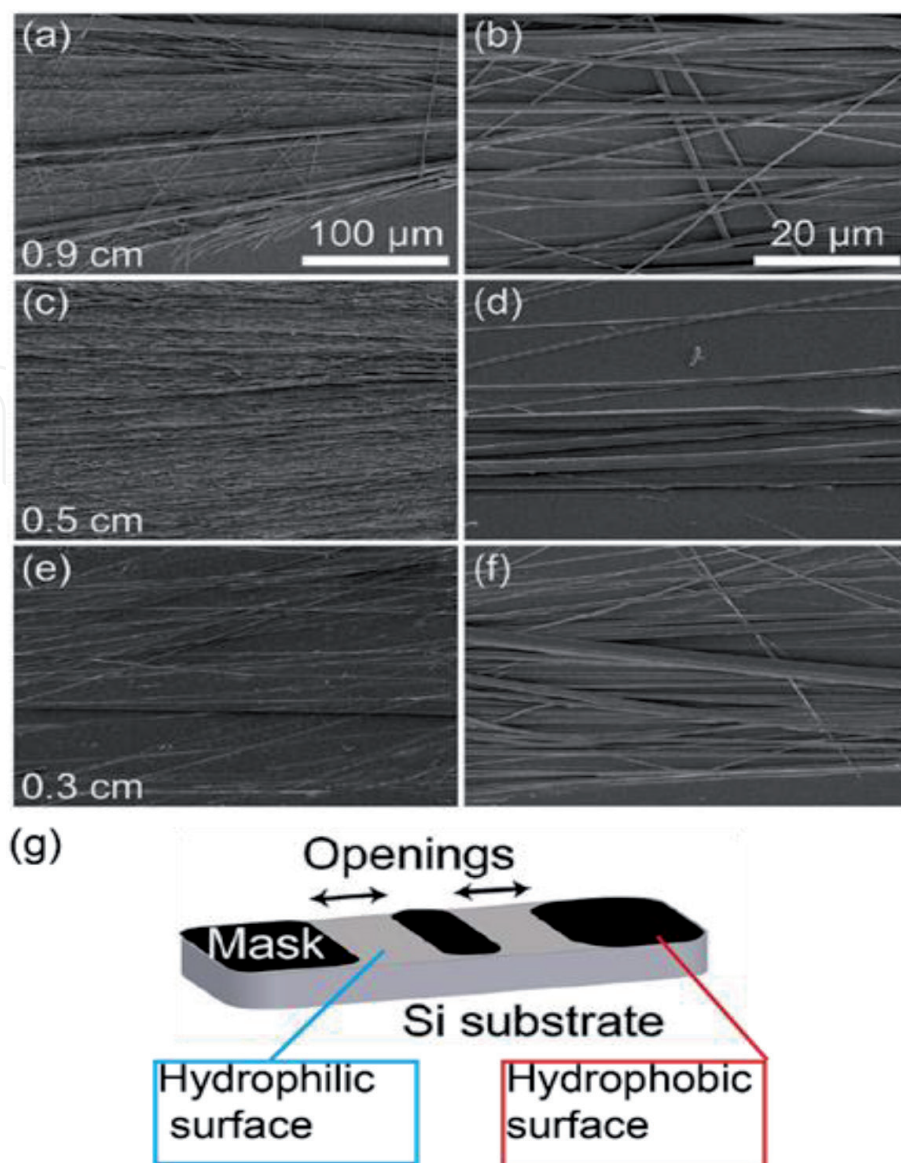 (a)
(b)
0.9 cm
100 µm
20 µm
(c)
(d)
0.5 cm
(e)
(f)
0.3 cm
(g)
Openings
Mask
Si substrate
Hydrophilic
surface
Hydrophobic
surface